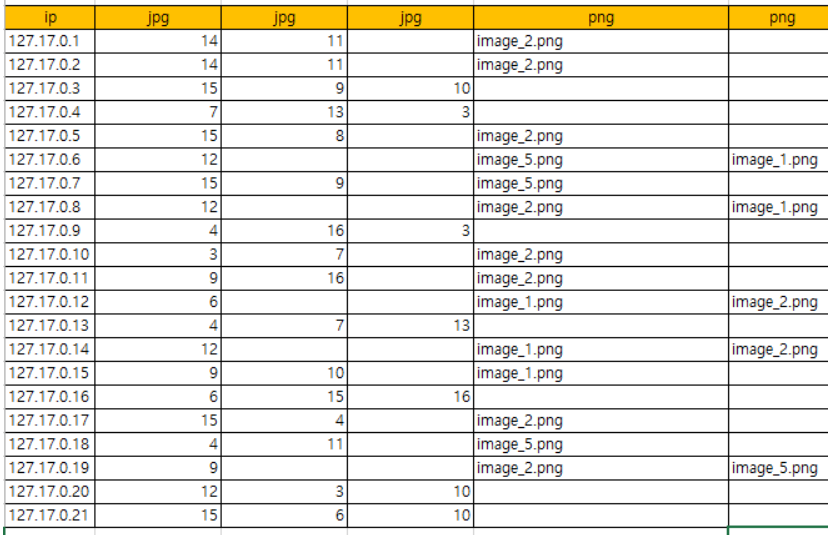 ip jpg jpg jpg png png
127.17.0.1 14 11 image_2.png
127.17.0.2 14 11 image_2.png
127.17.0.3 15 9 10
127.17.0.4 7 13 3
127.17.0.5 15 8 image_2.png
127.17.0.6 12 image_5.png image_1.png
127.17.0.7 15 9 image_5.png
127.17.0.8 12 image_2.png image_1.png
127.17.0.9 4 16 3
127.17.0.10 3 7 image_2.png
127.17.0.11 9 16 image_2.png
127.17.0.12 6 image_1.png image_2.png
127.17.0.13 4 7 13
127.17.0.14 12 image_1.png image_2.png
127.17.0.15 9 10 image_1.png
127.17.0.16 6 15 16
127.17.0.17 15 4 image_2.png
127.17.0.18 4 11 image_5.png
127.17.0.19 9 image_2.png image_5.png
127.17.0.20 12 3 10
127.17.0.21 15 6 10